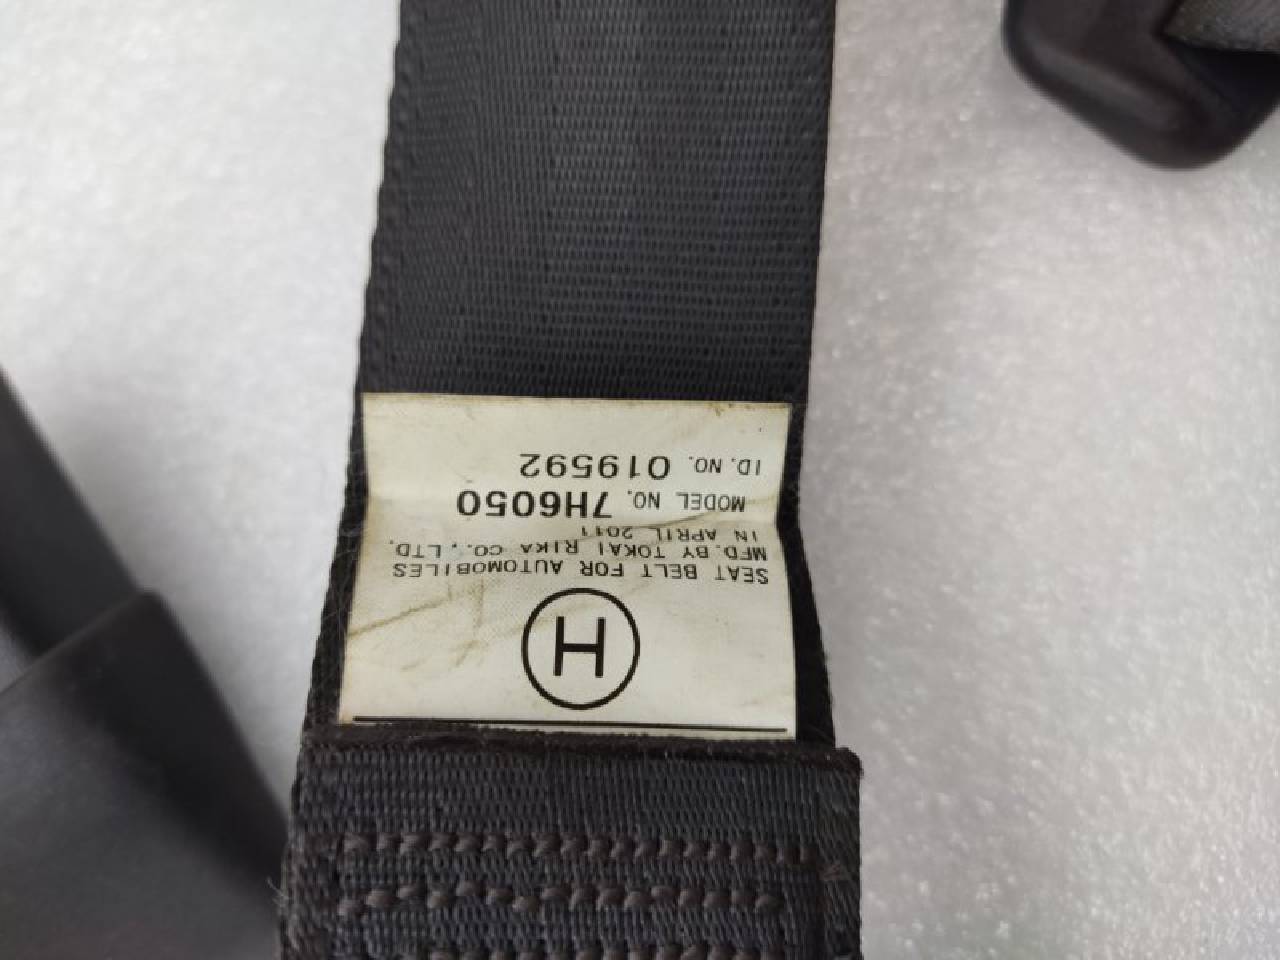 H
SEAT BELT FOR AUTOMOBILES
MFD. BY TOKAI RIKA CO., LTD.
IN APRIL 2011
MODEL NO. 7H6050
ID. NO. 019592